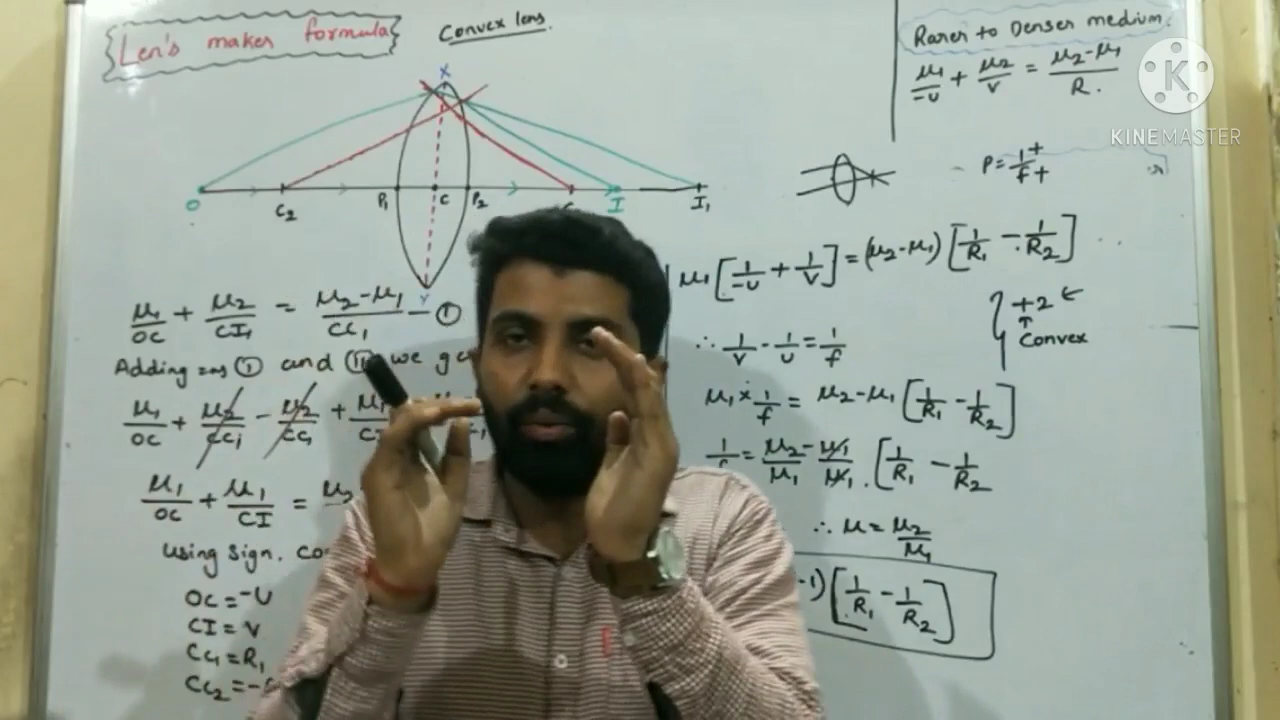 Len's maker formula
Convex lens.
X
O C₂ P₁ C P₂ I I₁
Y
μ₁/OC + μ₂/CI₁ = μ₂-μ₁/CC₁ — ①
Adding eqs ① and we ge
μ₁/OC + μ₂/CC₁ - μ₂/CC₁ + μ₁/
μ₁/OC + μ₁/CI = μ₂
Using sign. co
OC = -U
CI = V
CC₁ = R₁
CC₂ = -
Rarer to Denser medium.
μ₁/-u + μ₂/v = μ₂-μ₁/R.
K
KINEMASTER
P = 1+/f+
μ₁[1/-u + 1/v] = (μ₂-μ₁)[1/R₁ - 1/R₂]
{ +2 ←
↑
Convex
∴ 1/v - 1/u = 1/f
μ₁ × 1/f = μ₂-μ₁[1/R₁ - 1/R₂]
1/f = μ₂/μ₁ - μ₁/μ₁ . [1/R₁ - 1/R₂
∴ μ = μ₂/μ₁
-1)[1/R₁ - 1/R₂]